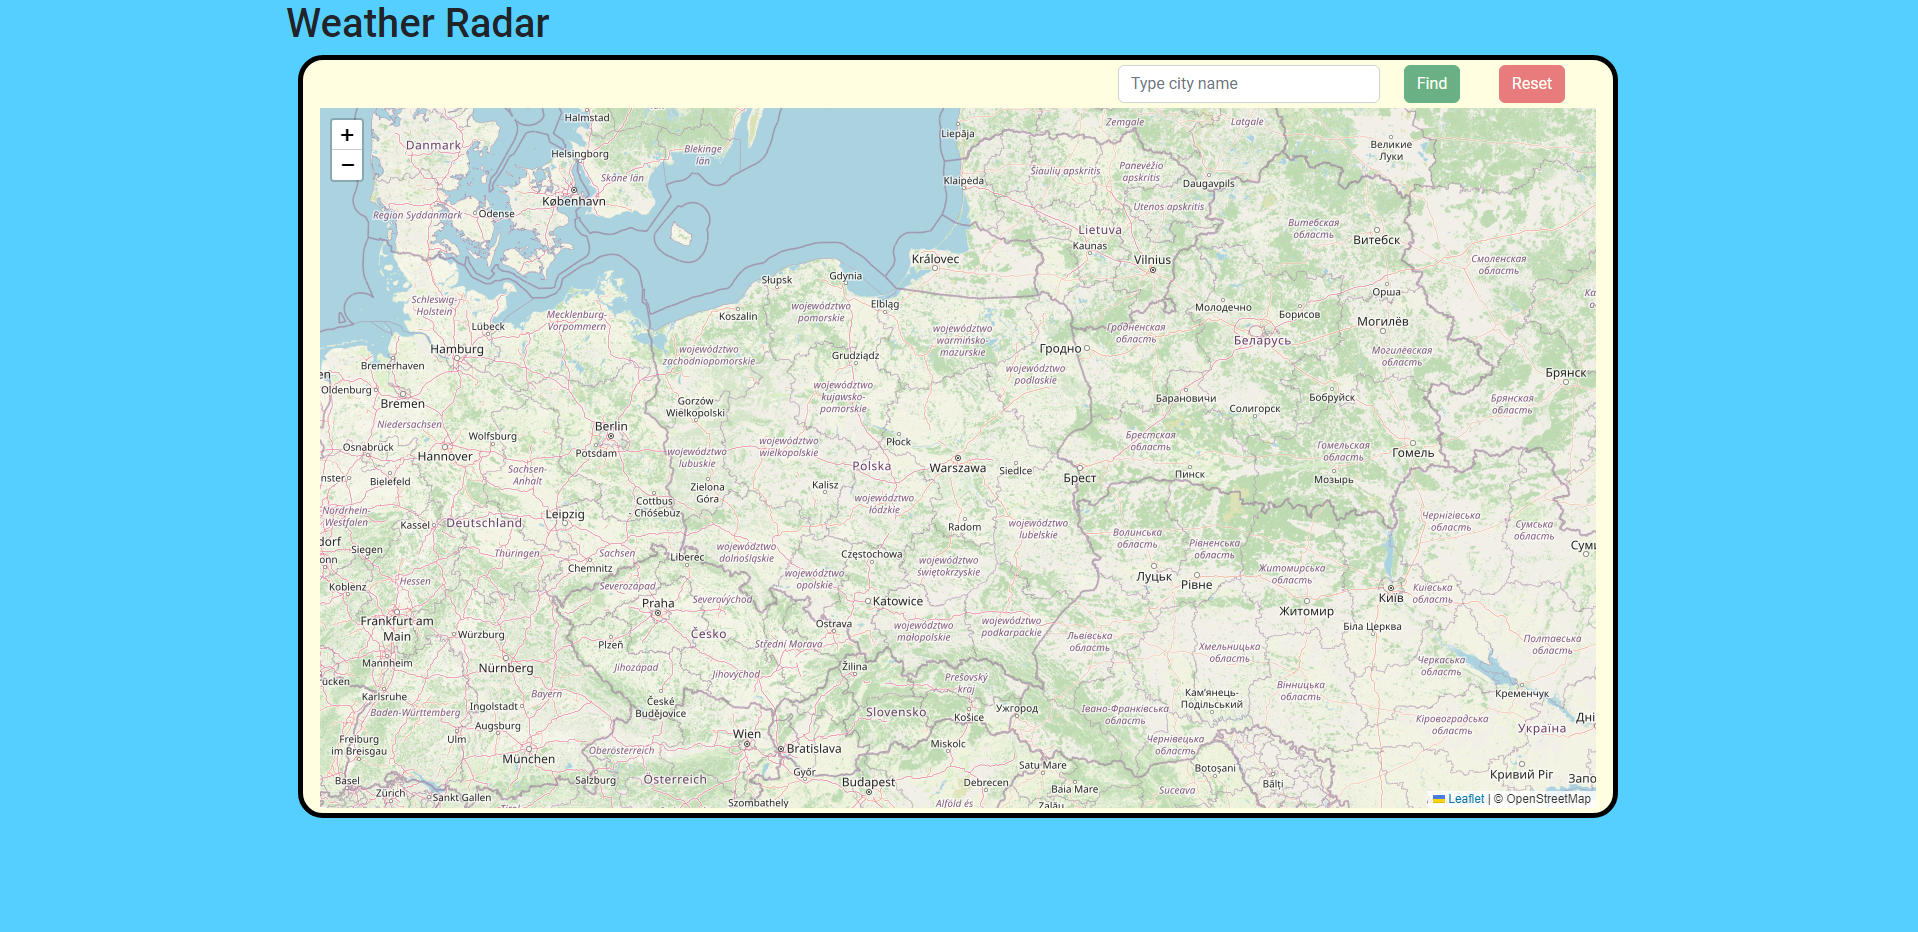 Weather Radar
Type city name
Find
Reset
+
−
Halmstad
Danmark
Helsingborg
Blekinge
län
Skåne län
København
Region Syddanmark
Odense
Liepāja
Zemgale
Latgale
Великие
Луки
Šiaulių apskritis
Panevėžio
apskritis
Klaipėda
Daugavpils
Utenos apskritis
Lietuva
Kaunas
Vilnius
Витебская
область
Витебск
Смоленская
область
Královec
Gdynia
Słupsk
Elbląg
Koszalin
województwo
pomorskie
Schleswig-
Holstein
Lübeck
Mecklenburg-
Vorpommern
Hamburg
Bremerhaven
województwo
zachodniopomorskie
Grudziądz
województwo
warmińsko-
mazurskie
Гродно
Гродненская
область
Молодечно
Борисов
Орша
Могилёв
Беларусь
Могилёвская
область
Брянск
Брянская
область
en
Oldenburg
Bremen
Niedersachsen
województwo
podlaskie
województwo
kujawsko-
pomorskie
Gorzów
Wielkopolski
Барановичи
Солигорск
Бобруйск
Berlin
Potsdam
Wolfsburg
Osnabrück
Hannover
Sachsen-
Anhalt
Płock
województwo
wielkopolskie
województwo
lubuskie
Polska
Warszawa
Siedlce
Брест
Брестская
область
Пинск
Гомельская
область
Мозырь
Гомель
nster
Bielefeld
Zielona
Góra
Kalisz
Cottbus
- Chóśebuz
województwo
łódzkie
Nordrhein-
Westfalen
Kassel
Deutschland
Leipzig
Radom
województwo
lubelskie
Волинська
область
Рівненська
область
Чернігівська
область
Сумська
область
Сум
dorf
onn
Siegen
Thüringen
Sachsen
Chemnitz
Liberec
województwo
dolnośląskie
Częstochowa
województwo
opolskie
województwo
świętokrzyskie
Луцьк
Рівне
Житомирська
область
Koblenz
Hessen
Severozápad
Severovýchod
Praha
Katowice
Київ
Київська
область
Житомир
Біла Церква
Frankfurt am
Main
Würzburg
Plzeň
Česko
Střední Morava
Ostrava
województwo
małopolskie
województwo
podkarpackie
Львівська
область
Хмельницька
область
Полтавська
область
Черкаська
область
Кременчук
Mannheim
Nürnberg
Jihozápad
Jihovýchod
Žilina
Prešovský
kraj
ücken
Karlsruhe
Baden-Württemberg
Ingolstadt
Bayern
České
Budějovice
Slovensko
Košice
Ужгород
Івано-Франківська
область
Кам'янець-
Подільський
Вінницька
область
Кіровоградська
область
Україна
Дні
Freiburg
im Breisgau
Ulm
Augsburg
München
Oberösterreich
Wien
Bratislava
Miskolc
Чернівецька
область
Basel
Zürich
Sankt Gallen
Salzburg
Österreich
Győr
Budapest
Debrecen
Satu Mare
Baia Mare
Botoșani
Bălți
Suceava
Кривий Ріг
Запо
Szombathely
Alföld és
Zalău
Leaflet | © OpenStreetMap